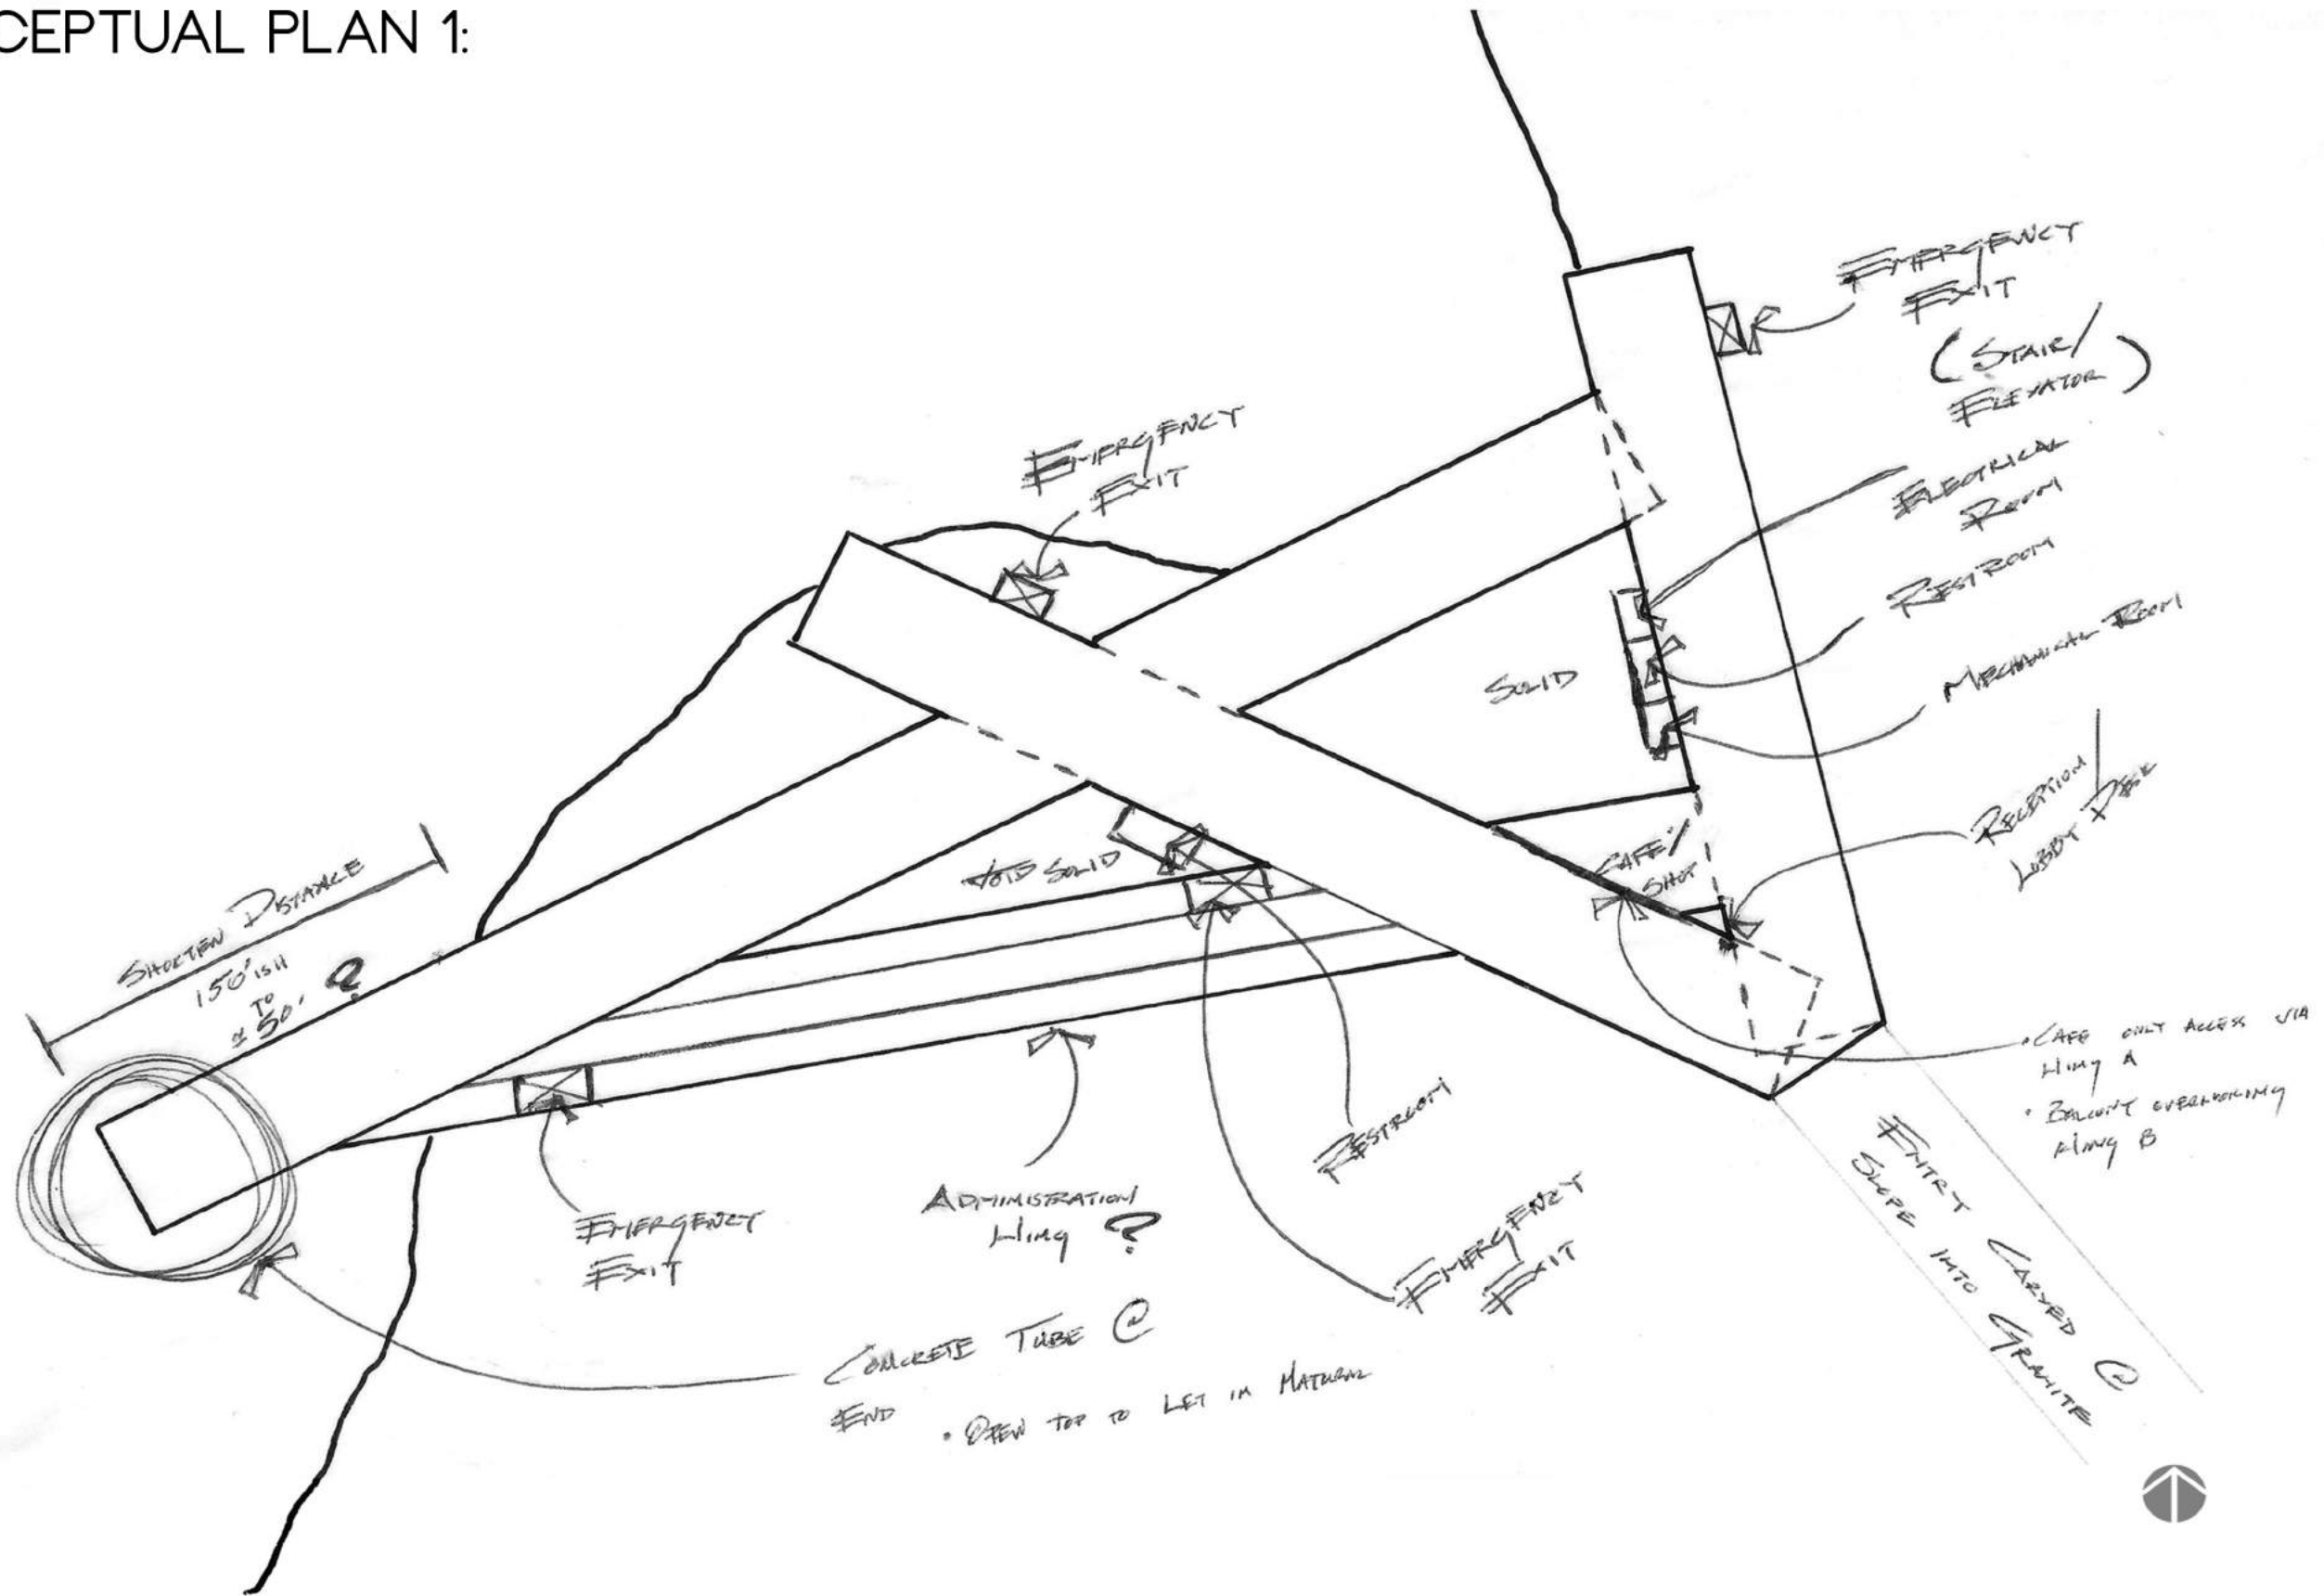 CEPTUAL PLAN 1:
EMERGENCY
EXIT
(STAIR/
ELEVATOR)
EMERGENCY
EXIT
ELECTRICAL
ROOM
RESTROOM
MECHANICAL ROOM
SOLID
RECEPTION/
LOBBY DESK
CAFE/
SHOP
VOID SOLID
SHORTEN DISTANCE
150'ISH
TO
± 50' ?
• CAFE ONLY ACCESS VIA
WING A
• BALCONY OVERLOOKING
WING B
ENTRY CARVED @
SLOPE INTO GRANITE
RESTROOM
EMERGENCY
EXIT
ADMINISTRATION
WING ?
EMERGENCY
EXIT
CONCRETE TUBE @
END
• OPEN TOP TO LET IN NATURAL